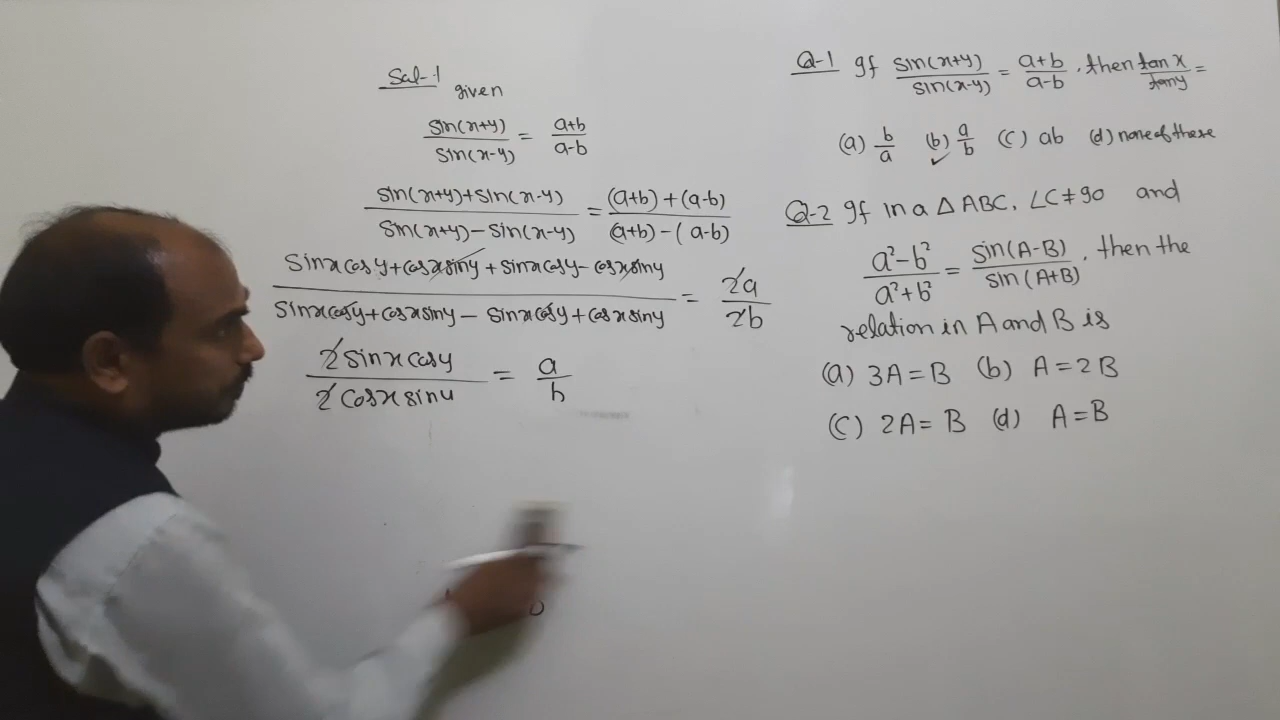 Sol-1
given
sin(x+y)/sin(x-y) = a+b/a-b
sin(x+y)+sin(x-y)/sin(x+y)-sin(x-y) = (a+b)+(a-b)/(a+b)-(a-b)
sinx cosy+cosx siny+sinx cosy-cosx siny/sinx cosy+cosx siny-sinx cosy+cosx siny = 2a/2b
2 sinx cosy/2 cosx siny = a/b
Q-1 If sin(x+y)/sin(x-y) = a+b/a-b . then tan x/tan y =
(a) b/a (b) a/b (c) ab (d) none of these
Q-2 If in a △ ABC, ∠C≠90 and
a²-b²/a²+b² = sin(A-B)/sin(A+B) , then the
relation in A and B is
(a) 3A=B (b) A=2B
(c) 2A=B (d) A=B